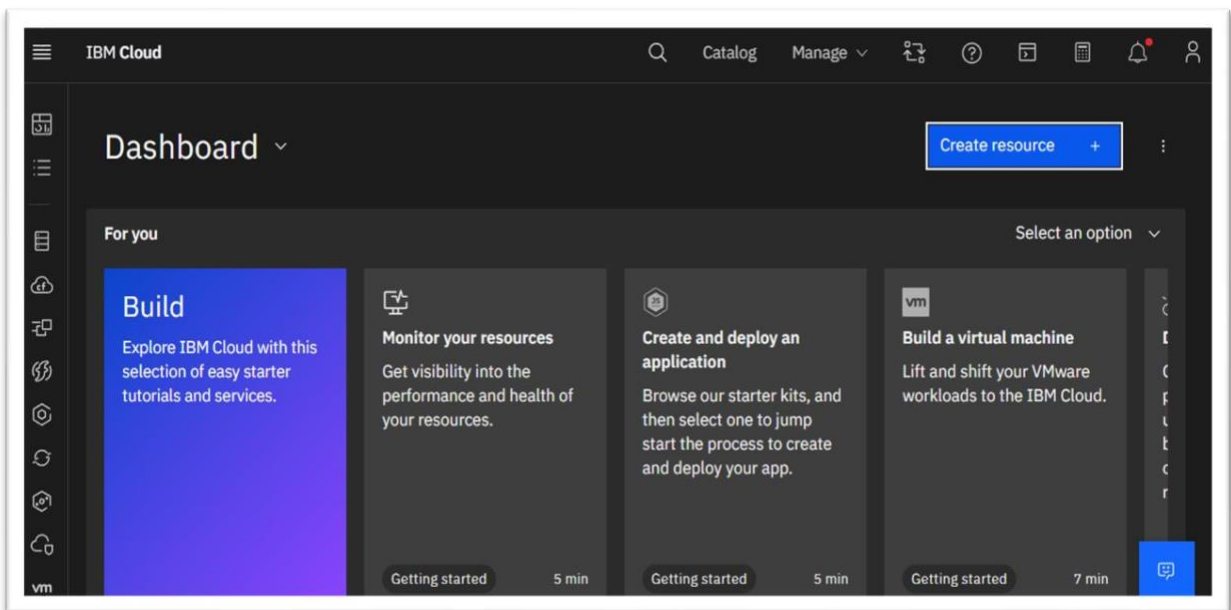 IBM Cloud
Catalog
Manage
Dashboard
Create resource +
For you
Select an option
Build
Explore IBM Cloud with this
selection of easy starter
tutorials and services.
Monitor your resources
Get visibility into the
performance and health of
your resources.
Getting started
5 min
JS
Create and deploy an
application
Browse our starter kits, and
then select one to jump
start the process to create
and deploy your app.
Getting started
5 min
vm
Build a virtual machine
Lift and shift your VMware
workloads to the IBM Cloud.
Getting started
7 min
cf
vm